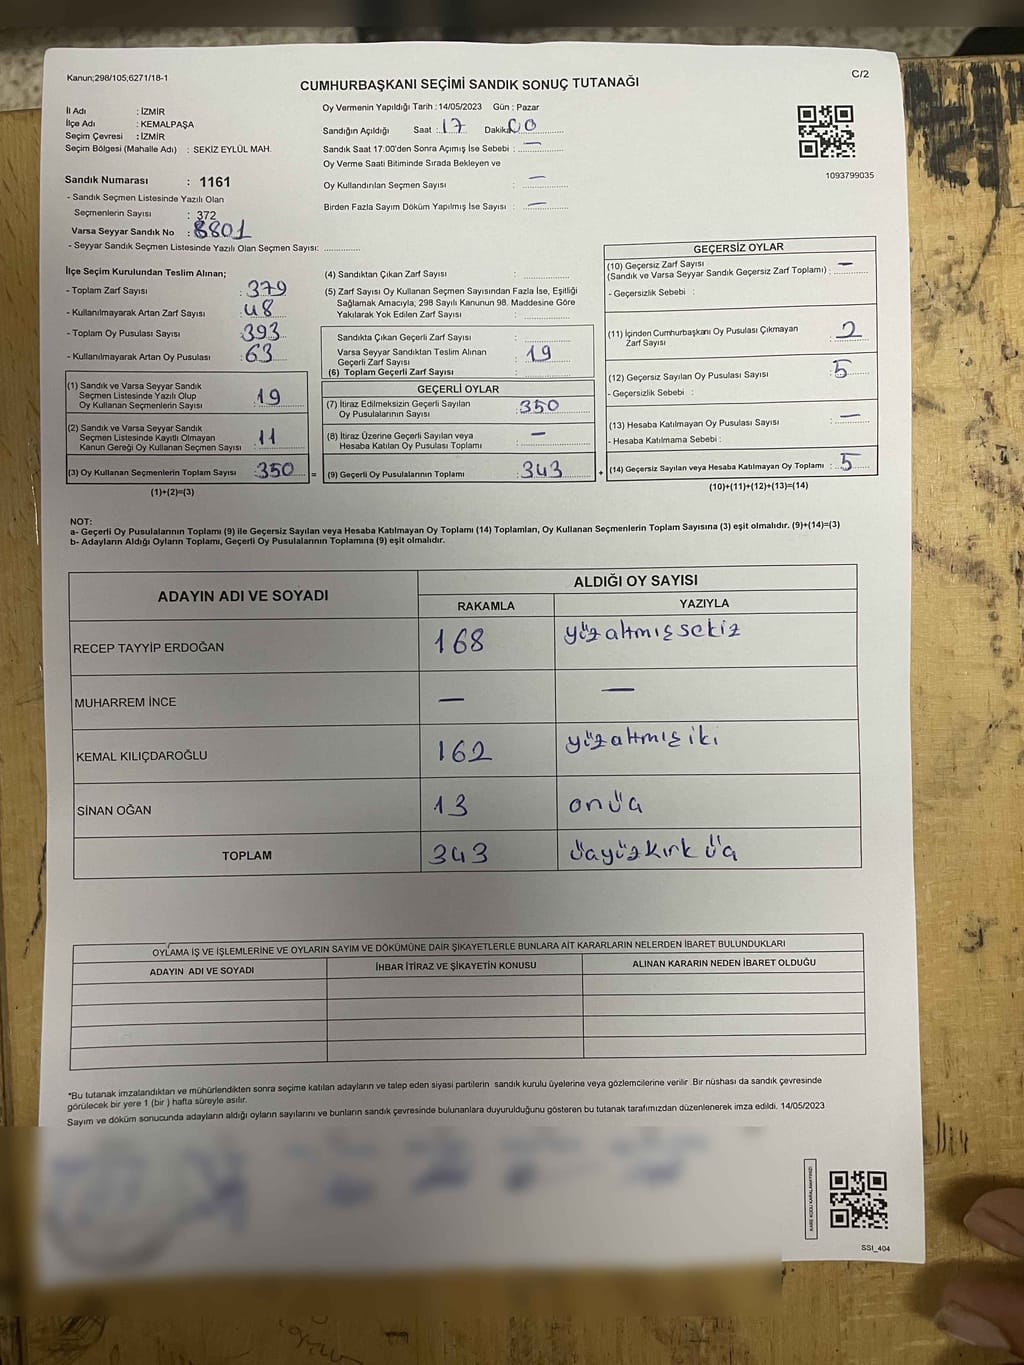 Kanun;298/105;6271/18-1
C/2
CUMHURBAŞKANI SEÇİMİ SANDIK SONUÇ TUTANAĞI
İl Adı : İZMİR
İlçe Adı : KEMALPAŞA
Seçim Çevresi : İZMİR
Seçim Bölgesi (Mahalle Adı) : SEKİZ EYLÜL MAH.
Sandık Numarası : 1161
- Sandık Seçmen Listesinde Yazılı Olan
Seçmenlerin Sayısı : 372
Varsa Seyyar Sandık No : 8801
- Seyyar Sandık Seçmen Listesinde Yazılı Olan Seçmen Sayısı: ..............
Oy Vermenin Yapıldığı Tarih : 14/05/2023 Gün : Pazar
Sandığın Açıldığı Saat : 17 Dakika 00
Sandık Saat 17:00'den Sonra Açımış İse Sebebi : —
Oy Verme Saati Bitiminde Sırada Bekleyen ve
Oy Kullandırılan Seçmen Sayısı : —
Birden Fazla Sayım Döküm Yapılmış İse Sayısı : —
1093799035
İlçe Seçim Kurulundan Teslim Alınan;
- Toplam Zarf Sayısı : 379
- Kullanılmayarak Artan Zarf Sayısı : 48
- Toplam Oy Pusulası Sayısı : 393
- Kullanılmayarak Artan Oy Pusulası : 63
(1) Sandık ve Varsa Seyyar Sandık
Seçmen Listesinde Yazılı Olup
Oy Kullanan Seçmenlerin Sayısı : 19
(2) Sandık ve Varsa Seyyar Sandık
Seçmen Listesinde Kayıtlı Olmayan
Kanun Gereği Oy Kullanan Seçmen Sayısı : 11
(3) Oy Kullanan Seçmenlerin Toplam Sayısı : 350 =
(1)+(2)=(3)
(4) Sandıktan Çıkan Zarf Sayısı : ..............
(5) Zarf Sayısı Oy Kullanan Seçmen Sayısından Fazla İse, Eşitliği
Sağlamak Amacıyla; 298 Sayılı Kanunun 98. Maddesine Göre
Yakılarak Yok Edilen Zarf Sayısı : ..............
Sandıkta Çıkan Geçerli Zarf Sayısı : ..............
Varsa Seyyar Sandıktan Teslim Alınan
Geçerli Zarf Sayısı : 19
(6) Toplam Geçerli Zarf Sayısı
GEÇERLİ OYLAR
(7) İtiraz Edilmeksizin Geçerli Sayılan
Oy Pusulalarının Sayısı : 350
(8) İtiraz Üzerine Geçerli Sayılan veya
Hesaba Katılan Oy Pusulası Toplamı : —
(9) Geçerli Oy Pusulalarının Toplamı : 343 +
GEÇERSİZ OYLAR
(10) Geçersiz Zarf Sayısı
(Sandık ve Varsa Seyyar Sandık Geçersiz Zarf Toplamı) : —
- Geçersizlik Sebebi :
(11) İçinden Cumhurbaşkanı Oy Pusulası Çıkmayan
Zarf Sayısı : 2
(12) Geçersiz Sayılan Oy Pusulası Sayısı : 5
- Geçersizlik Sebebi :
(13) Hesaba Katılmayan Oy Pusulası Sayısı : —
- Hesaba Katılmama Sebebi :
(14) Geçersiz Sayılan veya Hesaba Katılmayan Oy Toplamı : 5
(10)+(11)+(12)+(13)=(14)
NOT:
a- Geçerli Oy Pusulalarının Toplamı (9) ile Geçersiz Sayılan veya Hesaba Katılmayan Oy Toplamı (14) Toplamları, Oy Kullanan Seçmenlerin Toplam Sayısına (3) eşit olmalıdır. (9)+(14)=(3)
b- Adayların Aldığı Oyların Toplamı, Geçerli Oy Pusulalarının Toplamına (9) eşit olmalıdır.
ADAYIN ADI VE SOYADI ALDIĞI OY SAYISI
RAKAMLA YAZIYLA
RECEP TAYYİP ERDOĞAN 168 yüzaltmışsekiz
MUHARREM İNCE — —
KEMAL KILIÇDAROĞLU 162 yüzaltmışiki
SİNAN OĞAN 13 onüç
TOPLAM 343 üçyüzkırk üç
OYLAMA İŞ VE İŞLEMLERİNE VE OYLARIN SAYIM VE DÖKÜMÜNE DAİR ŞİKAYETLERLE BUNLARA AİT KARARLARIN NELERDEN İBARET BULUNDUKLARI
ADAYIN ADI VE SOYADI İHBAR İTİRAZ VE ŞİKAYETİN KONUSU ALINAN KARARIN NEDEN İBARET OLDUĞU
*Bu tutanak imzalandıktan ve mühürlendikten sonra seçime katılan adayların ve talep eden siyasi partilerin sandık kurulu üyelerine veya gözlemcilerine verilir .Bir nüshası da sandık çevresinde
görülecek bir yere 1 (bir ) hafta süreyle asılır.
Sayım ve döküm sonucunda adayların aldığı oyların sayılarını ve bunların sandık çevresinde bulunanlara duyurulduğunu gösteren bu tutanak tarafımızdan düzenlenerek imza edildi. 14/05/2023
KARE KODU KARALAMAYINIZ!
SSI_404